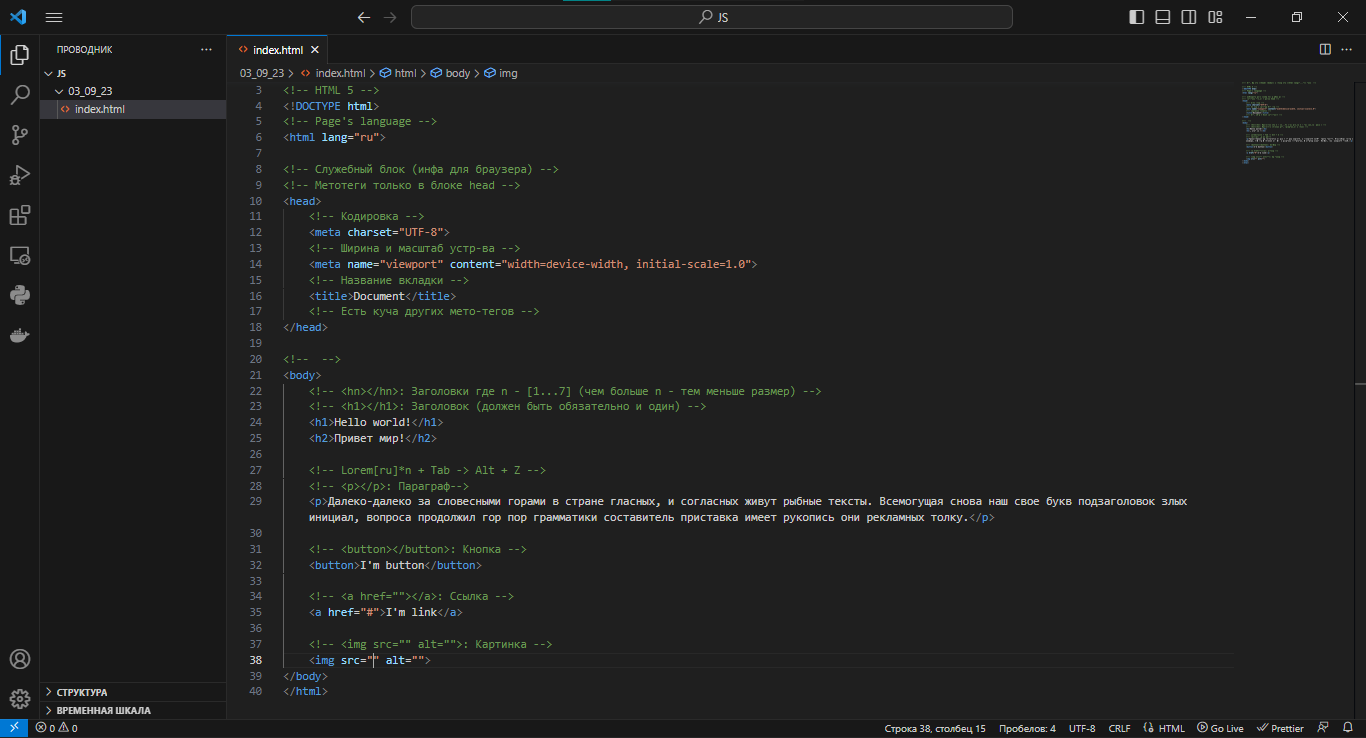 JS
ПРОВОДНИК
JS
03_09_23
index.html
СТРУКТУРА
ВРЕМЕННАЯ ШКАЛА
index.html
03_09_23 > index.html > html > body > img
3 <!-- HTML 5 -->
4 <!DOCTYPE html>
5 <!-- Page's language -->
6 <html lang="ru">
7
8 <!-- Служебный блок (инфа для браузера) -->
9 <!-- Метотеги только в блоке head -->
10 <head>
11 <!-- Кодировка -->
12 <meta charset="UTF-8">
13 <!-- Ширина и масштаб устр-ва -->
14 <meta name="viewport" content="width=device-width, initial-scale=1.0">
15 <!-- Название вкладки -->
16 <title>Document</title>
17 <!-- Есть куча других мето-тегов -->
18 </head>
19
20 <!--  -->
21 <body>
22 <!-- <hn></hn>: Заголовки где n - [1...7] (чем больше n - тем меньше размер) -->
23 <!-- <h1></h1>: Заголовок (должен быть обязательно и один) -->
24 <h1>Hello world!</h1>
25 <h2>Привет мир!</h2>
26
27 <!-- Lorem[ru]*n + Tab -> Alt + Z -->
28 <!-- <p></p>: Параграф-->
29 <p>Далеко-далеко за словесными горами в стране гласных, и согласных живут рыбные тексты. Всемогущая снова наш свое букв подзаголовок злых
инициал, вопроса продолжил гор пор грамматики составитель приставка имеет рукопись они рекламных толку.</p>
30
31 <!-- <button></button>: Кнопка -->
32 <button>I'm button</button>
33
34 <!-- <a href=""></a>: Ссылка -->
35 <a href="#">I'm link</a>
36
37 <!-- <img src="" alt="">: Картинка -->
38 <img src="" alt="">
39 </body>
40 </html>
0 0 Строка 38, столбец 15 Пробелов: 4 UTF-8 CRLF HTML Go Live Prettier